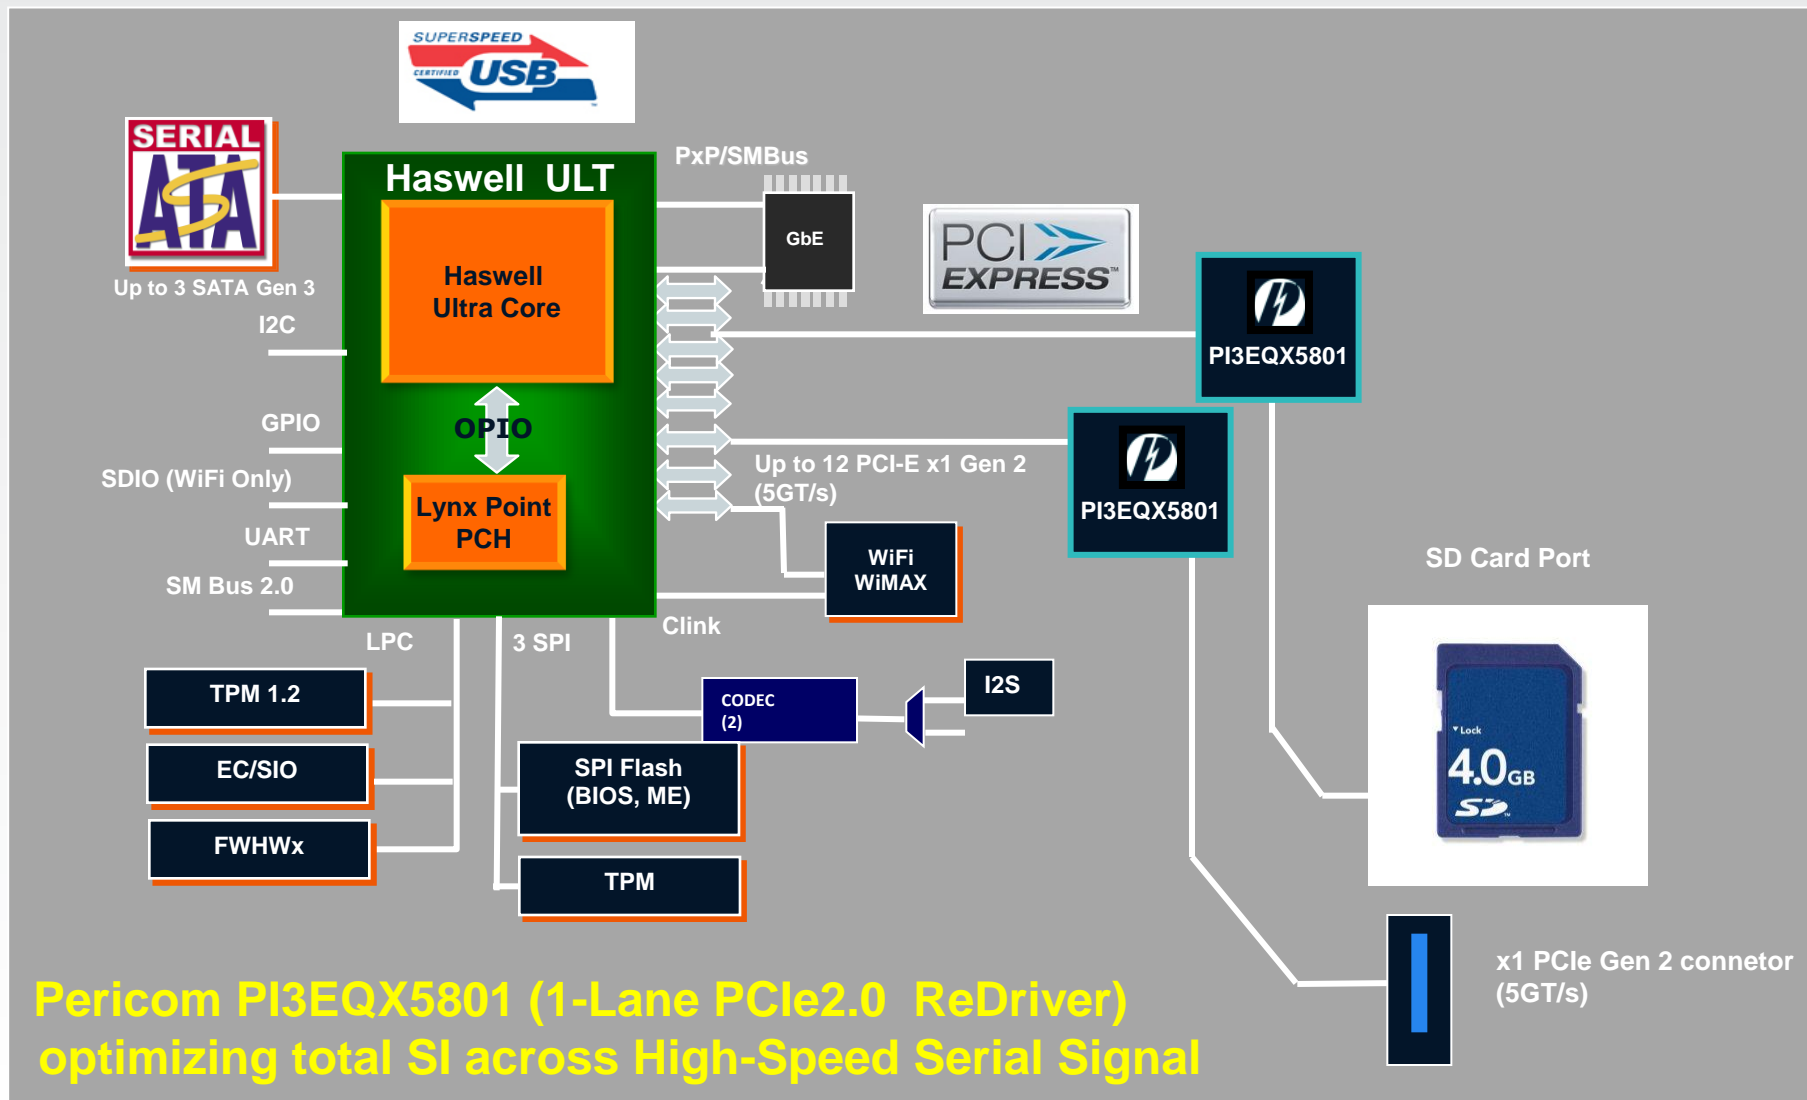 SUPERSPEED
CERTIFIED USB
SERIAL
ATA
Up to 3 SATA Gen 3
I2C
GPIO
SDIO (WiFi Only)
UART
SM Bus 2.0
Haswell ULT
Haswell
Ultra Core
OPIO
Lynx Point
PCH
PxP/SMBus
GbE
PCI
EXPRESS™
PI3EQX5801
PI3EQX5801
Up to 12 PCI-E x1 Gen 2
(5GT/s)
WiFi
WiMAX
Clink
LPC
3 SPI
TPM 1.2
EC/SIO
FWHWx
CODEC
(2)
I2S
SPI Flash
(BIOS, ME)
TPM
SD Card Port
Lock
4.0GB
SD™
x1 PCIe Gen 2 connetor
(5GT/s)
Pericom PI3EQX5801 (1-Lane PCIe2.0 ReDriver)
optimizing total SI across High-Speed Serial Signal